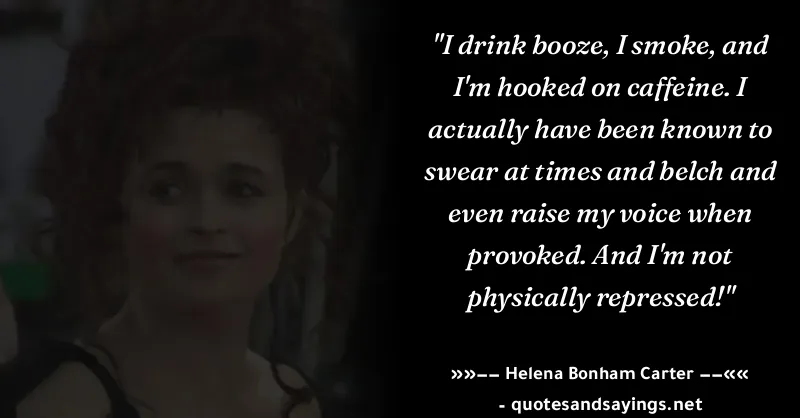 "I drink booze, I smoke, and
I'm hooked on caffeine. I
actually have been known to
swear at times and belch and
even raise my voice when
provoked. And I'm not
physically repressed!"
»»−− Helena Bonham Carter −−««
- quotesandsayings.net